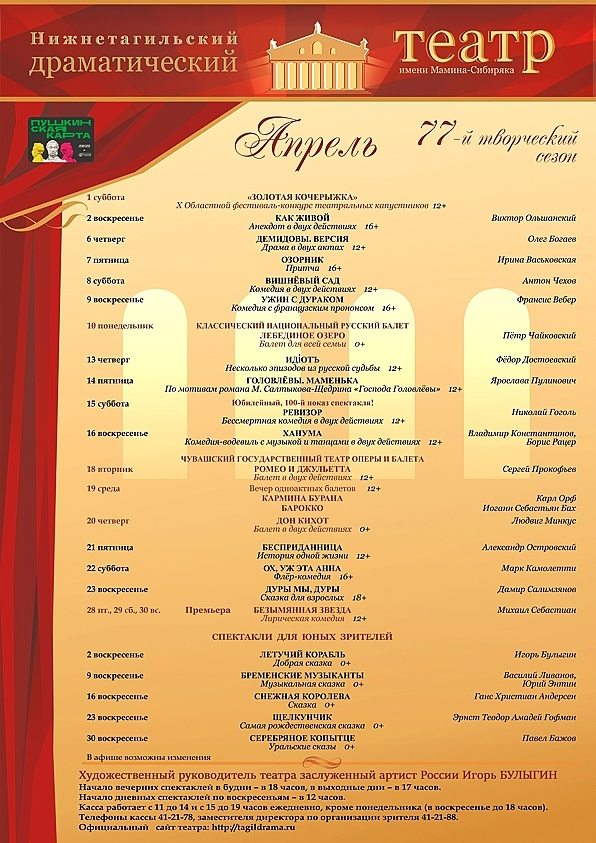 Нижнетагильский
драматический
театр
имени Мамина-Сибиряка
ПУШКИН
СКАЯ
КАРТА
Апрель
77-й творческий
сезон
1 суббота «ЗОЛОТАЯ КОЧЕРЫЖКА»
X Областной фестиваль-конкурс театральных капустников 12+
2 воскресенье КАК ЖИВОЙ Виктор Ольшанский
Анекдот в двух действиях 16+
6 четверг ДЕМИДОВЫ. ВЕРСИЯ Олег Богаев
Драма в двух актах 12+
7 пятница ОЗОРНИК Ирина Васьковская
Притча 16+
8 суббота ВИШНЁВЫЙ САД Антон Чехов
Комедия в двух действиях 12+
9 воскресенье УЖИН С ДУРАКОМ Франсис Вебер
Комедия с французским прононсом 16+
10 понедельник КЛАССИЧЕСКИЙ НАЦИОНАЛЬНЫЙ РУССКИЙ БАЛЕТ
ЛЕБЕДИНОЕ ОЗЕРО Пётр Чайковский
Балет для всей семьи 0+
13 четверг ИДiОТЪ Фёдор Достоевский
Несколько эпизодов из русской судьбы 12+
14 пятница ГОЛОВЛЁВЫ. МАМЕНЬКА Ярослава Пулинович
По мотивам романа М. Салтыкова-Щедрина «Господа Головлёвы» 12+
15 суббота Юбилейный, 100-й показ спектакля!
РЕВИЗОР Николай Гоголь
Бессмертная комедия в двух действиях 12+
16 воскресенье ХАНУМА Владимир Константинов,
Комедия-водевиль с музыкой и танцами в двух действиях 12+ Борис Рацер
ЧУВАШСКИЙ ГОСУДАРСТВЕННЫЙ ТЕАТР ОПЕРЫ И БАЛЕТА
18 вторник РОМЕО И ДЖУЛЬЕТТА Сергей Прокофьев
Балет в двух действиях 12+
19 среда Вечер одноактных балетов 12+
КАРМИНА БУРАНА Карл Орф
БАРОККО Иоганн Себастьян Бах
20 четверг ДОН КИХОТ Людвиг Минкус
Балет в двух действиях 0+
21 пятница БЕСПРИДАННИЦА Александр Островский
История одной жизни 12+
22 суббота ОХ, УЖ ЭТА АННА Марк Камолетти
Флёр-комедия 16+
23 воскресенье ДУРЫ МЫ, ДУРЫ Дамир Салимзянов
Сказка для взрослых 18+
28 пт., 29 сб., 30 вс. Премьера БЕЗЫМЯННАЯ ЗВЕЗДА Михаил Себастиан
Лирическая комедия 12+
СПЕКТАКЛИ ДЛЯ ЮНЫХ ЗРИТЕЛЕЙ
2 воскресенье ЛЕТУЧИЙ КОРАБЛЬ Игорь Булыгин
Добрая сказка 0+
9 воскресенье БРЕМЕНСКИЕ МУЗЫКАНТЫ Василий Ливанов,
Музыкальная сказка 0+ Юрий Энтин
16 воскресенье СНЕЖНАЯ КОРОЛЕВА Ганс Христиан Андерсен
Сказка 0+
23 воскресенье ЩЕЛКУНЧИК Эрнст Теодор Амадей Гофман
Самая рождественская сказка 0+
30 воскресенье СЕРЕБРЯНОЕ КОПЫТЦЕ Павел Бажов
Уральские сказы 0+
В афише возможны изменения
Художественный руководитель театра заслуженный артист России Игорь БУЛЫГИН
Начало вечерних спектаклей в будни – в 18 часов, в выходные дни – в 17 часов.
Начало дневных спектаклей по воскресеньям – в 12 часов.
Касса работает с 11 до 14 и с 15 до 19 часов ежедневно, кроме понедельника (в воскресенье до 18 часов).
Телефоны кассы 41-21-78, заместителя директора по организации зрителя 41-21-88.
Официальный сайт театра: http://tagildrama.ru